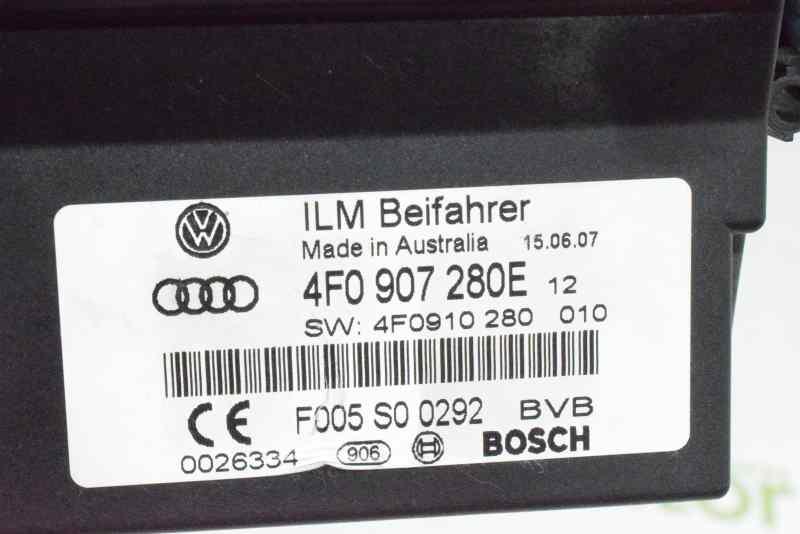 ILM Beifahrer
Made in Australia 15.06.07
4F0 907 280E 12
SW: 4F0910 280 010
CE F005 S0 0292 BVB
0026334 906 BOSCH